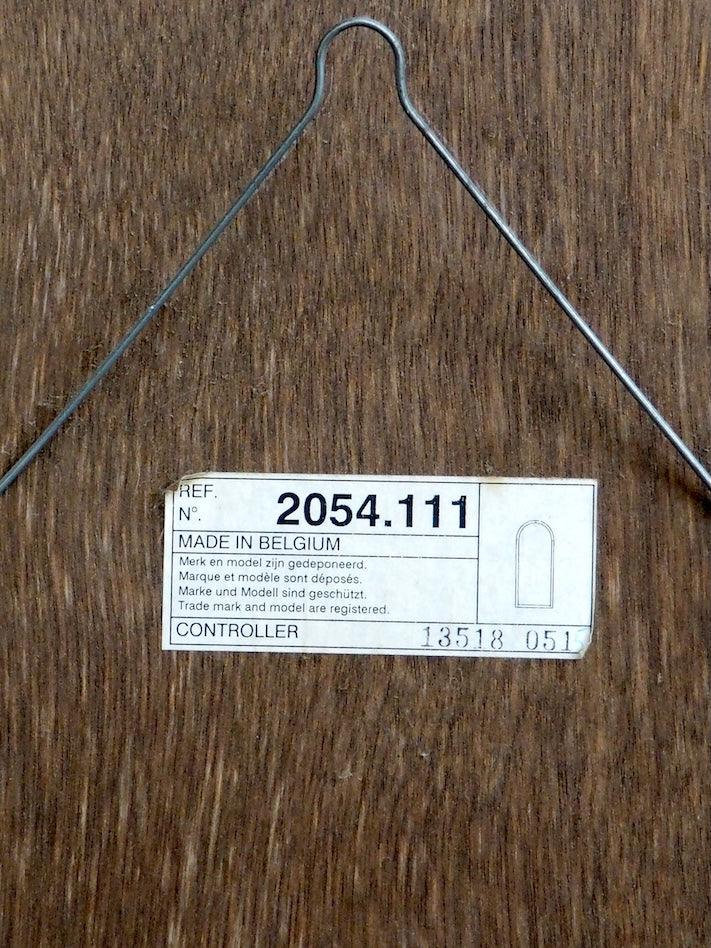 REF.
N°. 2054.111
MADE IN BELGIUM
Merk en model zijn gedeponeerd.
Marque et modèle sont déposés.
Marke und Modell sind geschützt.
Trade mark and model are registered.
CONTROLLER 13518